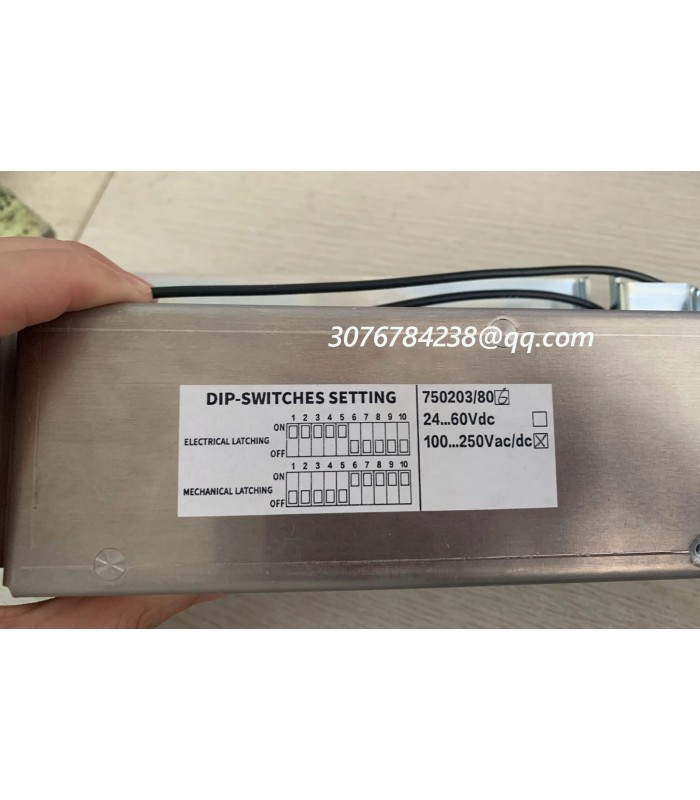 3076784238@qq.com
DIP-SWITCHES SETTING
1 2 3 4 5 6 7 8 9 10
ON
ELECTRICAL LATCHING
OFF
1 2 3 4 5 6 7 8 9 10
ON
MECHANICAL LATCHING
OFF
750203/806
24...60Vdc
100...250Vac/dc